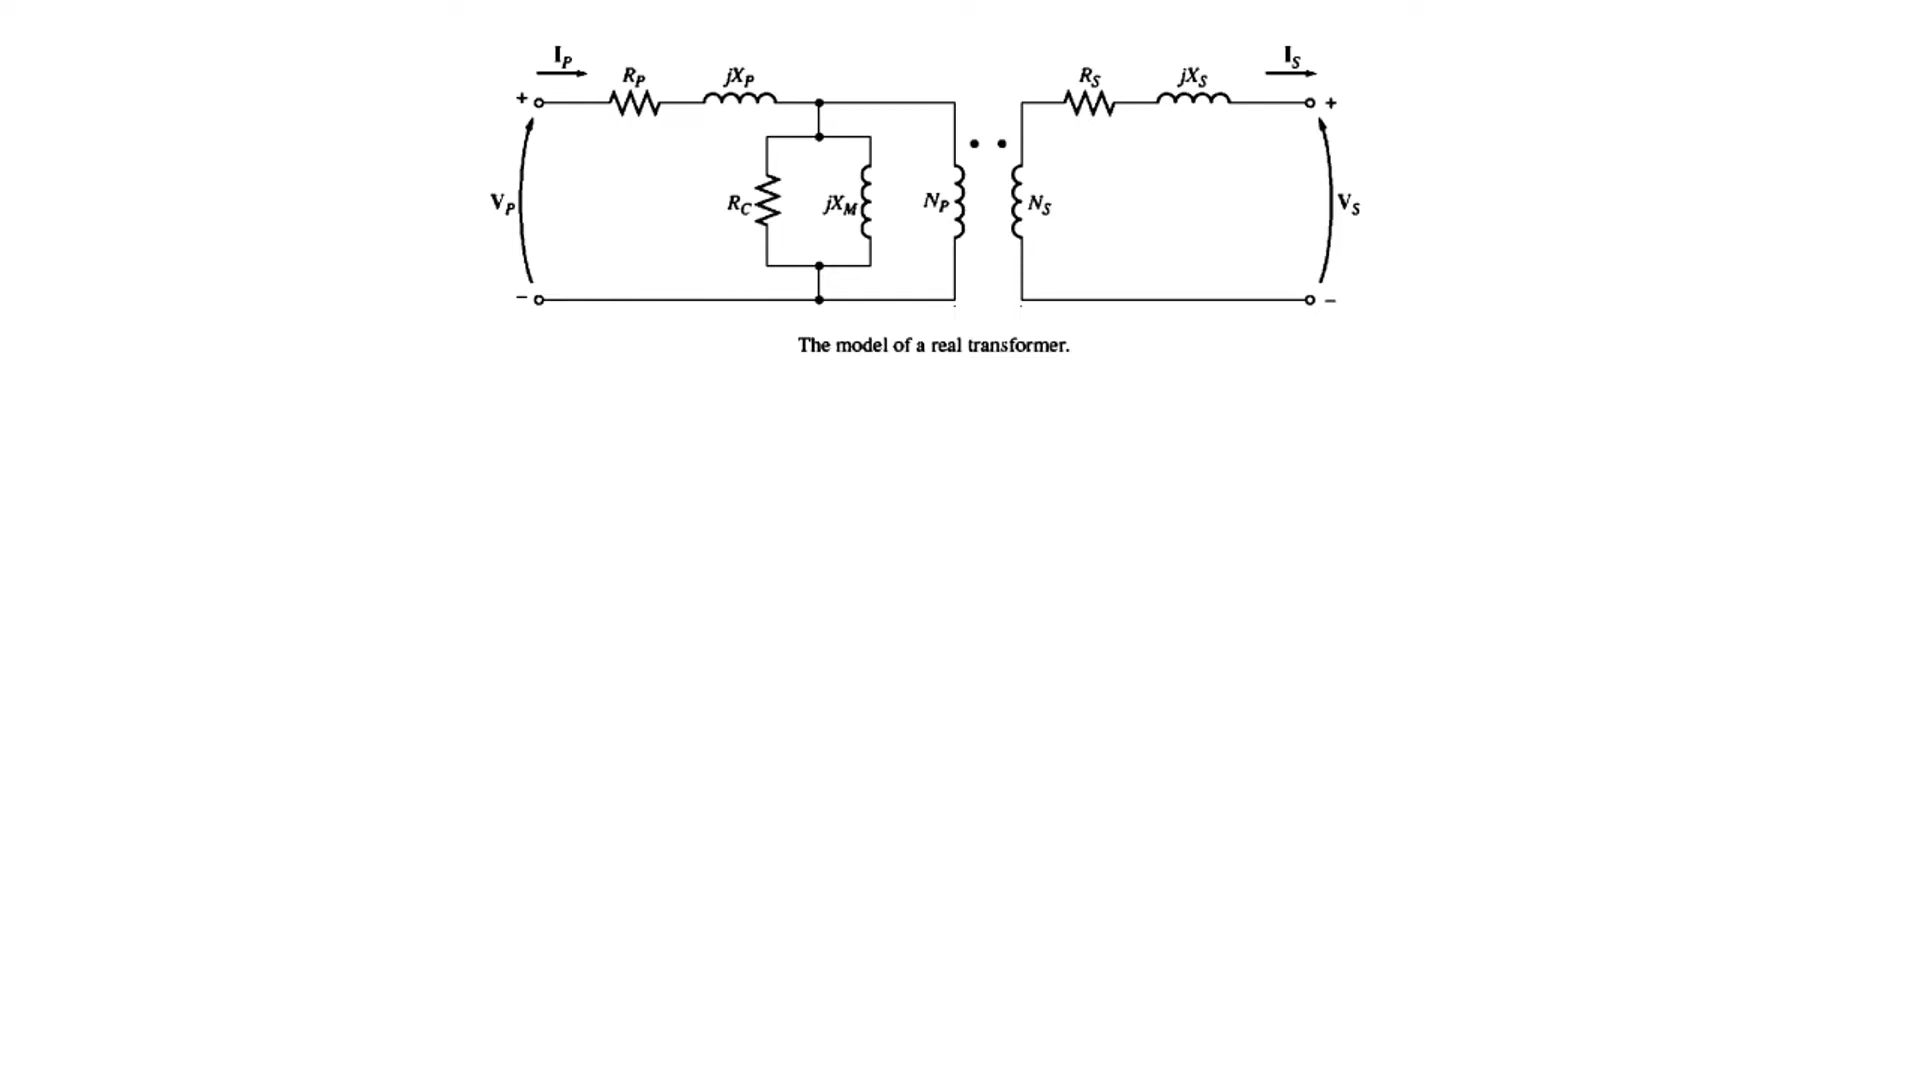 I_P
I_S
R_P
jX_P
R_S
jX_S
+
+
V_P
R_C
jX_M
N_P
N_S
V_S
–
–
The model of a real transformer.